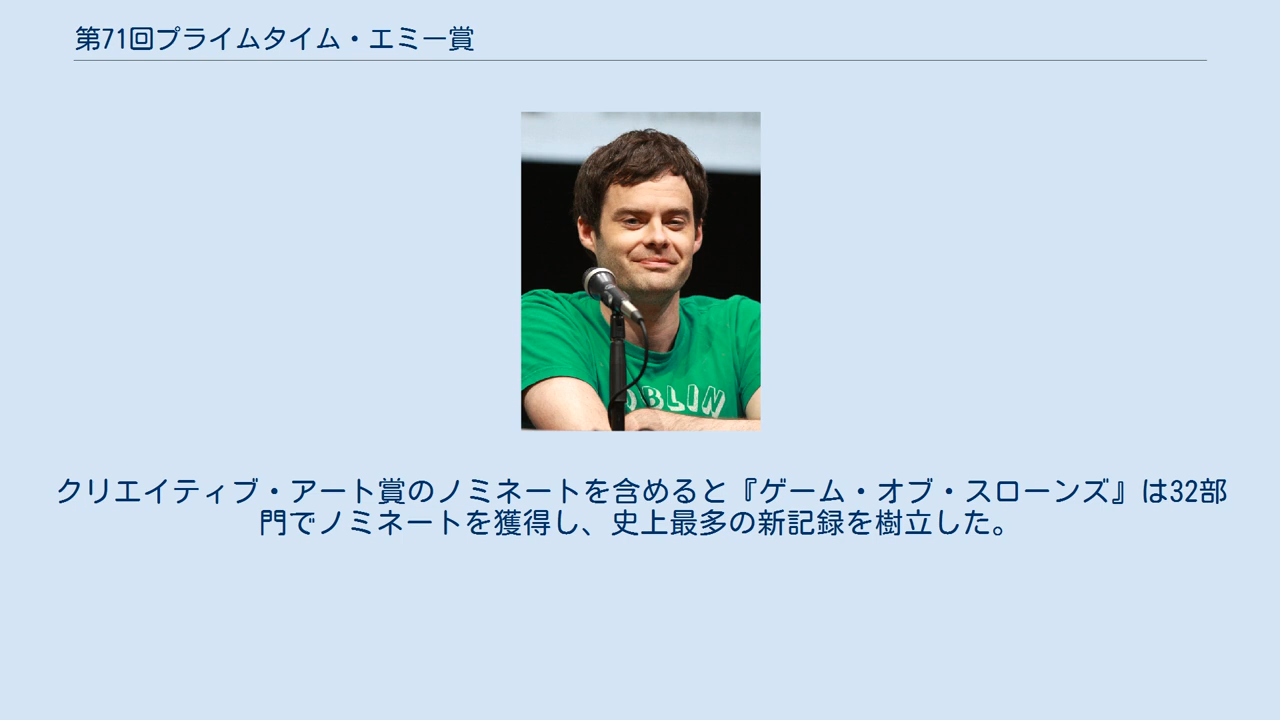 第71回プライムタイム・エミー賞
クリエイティブ・アート賞のノミネートを含めると『ゲーム・オブ・スローンズ』は32部
門でノミネートを獲得し、史上最多の新記録を樹立した。